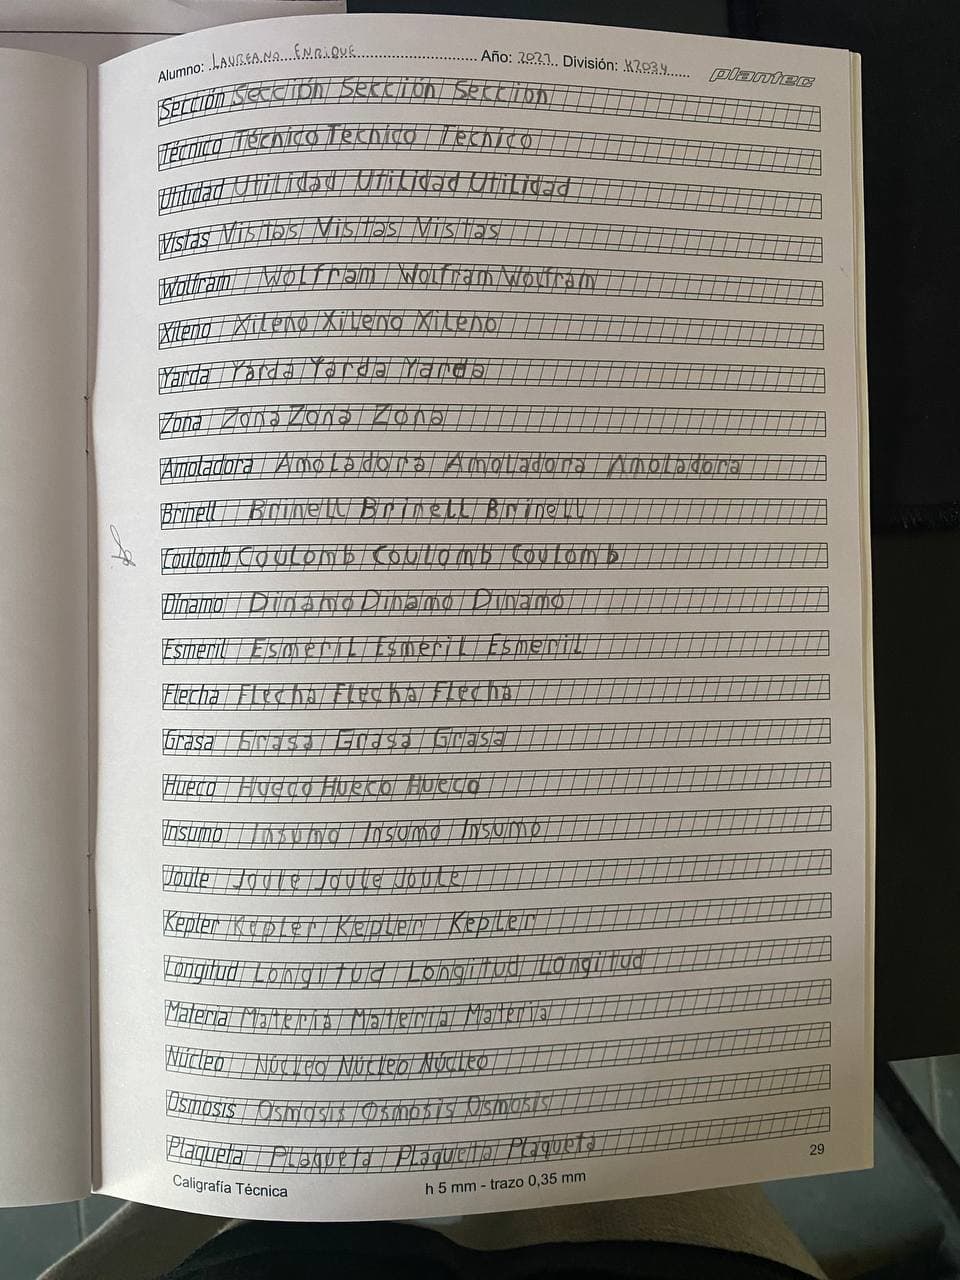 Alumno: LAUREANO ENRIQUE Año: 2023 División: K2034 plantec
Sección Sección Sección Sección
Técnico Técnico Técnico Técnico
Utilidad Utilidad Utilidad Utilidad
Vistas Vistas Vistas Vistas
Wolfram Wolfram Wolfram Wolfram
Xileno Xileno Xileno Xileno
Yarda Yarda Yarda Yarda
Zona Zona Zona Zona
Amoladora Amoladora Amoladora Amoladora
Brinell Brinell Brinell Brinell
Coulomb Coulomb Coulomb Coulomb
Dínamo Dinamo Dinamo Dinamo
Esmeril Esmeril Esmeril Esmeril
Flecha Flecha Flecha Flecha
Grasa Grasa Grasa Grasa
Hueco Hueco Hueco Hueco
Insumo Insumo Insumo Insumo
Joule Joule Joule Joule
Kepler Kepler Kepler Kepler
Longitud Longitud Longitud Longitud
Materia Materia Materia Materia
Núcleo Núcleo Núcleo Núcleo
Osmosis Osmosis Osmosis Osmosis
Plaqueta Plaqueta Plaqueta Plaqueta
29
Caligrafía Técnica h 5 mm - trazo 0,35 mm